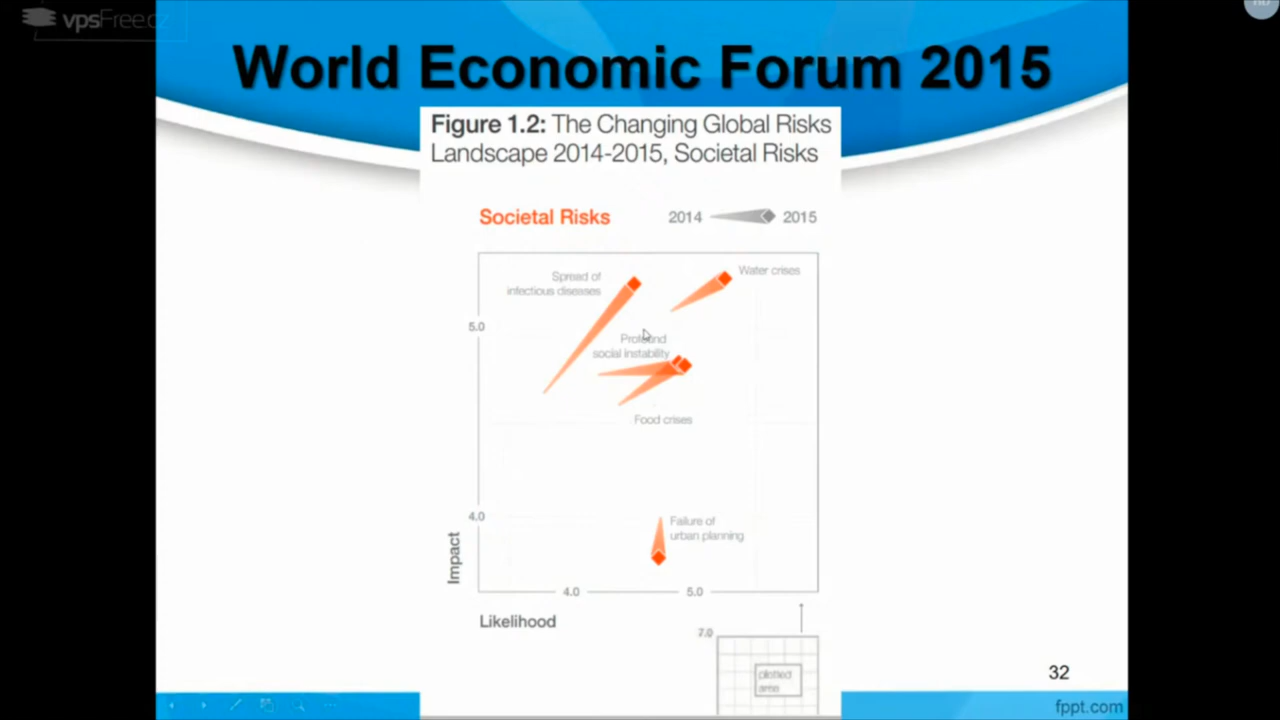 vpsFree.cz
HD
World Economic Forum 2015
Figure 1.2: The Changing Global Risks
Landscape 2014-2015, Societal Risks
Societal Risks
2014 2015
Spread of
infectious diseases
Water crises
5.0
Profound
social instability
Food crises
4.0
Failure of
urban planning
Impact
4.0 5.0
Likelihood
7.0
plotted
area
32
fppt.com